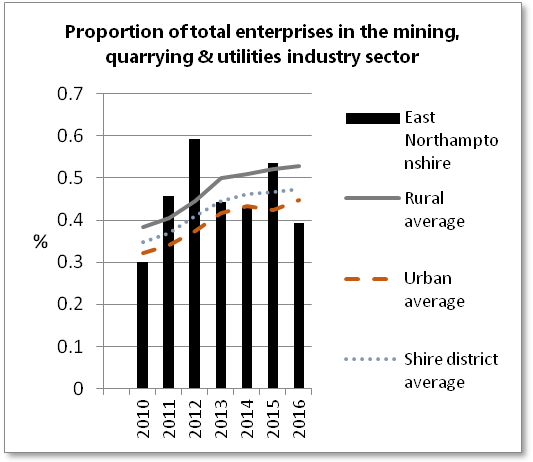 Proportion of total enterprises in the mining,
quarrying & utilities industry sector
0.7
0.6
0.5
0.4
0.3
0.2
0.1
0
%
2010
2011
2012
2013
2014
2015
2016
East
Northampto
nshire
Rural
average
Urban
average
Shire district
average